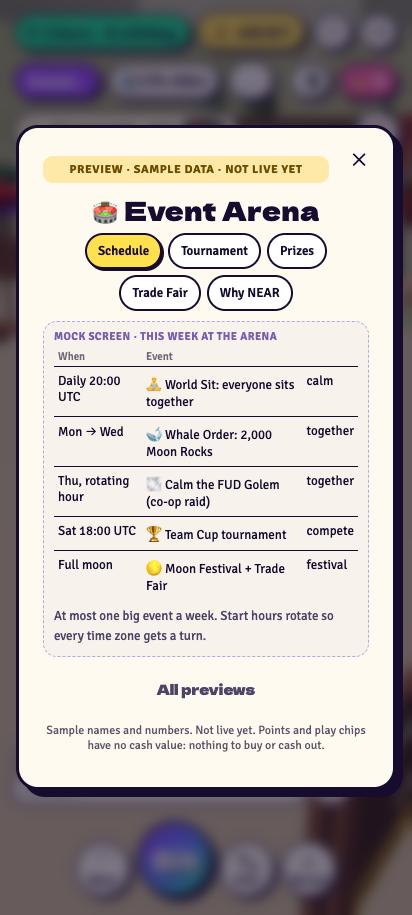 PREVIEW · SAMPLE DATA · NOT LIVE YET
Event Arena
Schedule
Tournament
Prizes
Trade Fair
Why NEAR
MOCK SCREEN · THIS WEEK AT THE ARENA
When Event
Daily 20:00 World Sit: everyone sits calm
UTC together
Mon → Wed Whale Order: 2,000 together
Moon Rocks
Thu, rotating Calm the FUD Golem together
hour (co-op raid)
Sat 18:00 UTC Team Cup tournament compete
Full moon Moon Festival + Trade festival
Fair
At most one big event a week. Start hours rotate so
every time zone gets a turn.
All previews
Sample names and numbers. Not live yet. Points and play chips
have no cash value: nothing to buy or cash out.